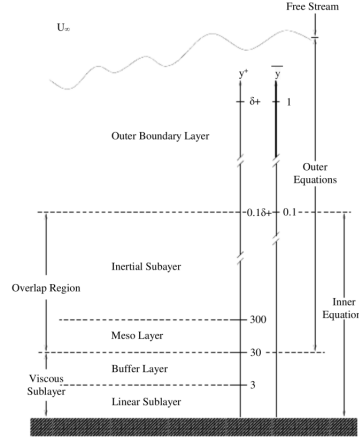 Free Stream
U∞
y+ y̅
δ+ 1
Outer Boundary Layer
Outer
Equations
0.1δ+ 0.1
Inertial Subayer
Overlap Region
Inner
Equation
300
Meso Layer
30
Buffer Layer
Viscous
Sublayer
3
Linear Sublayer